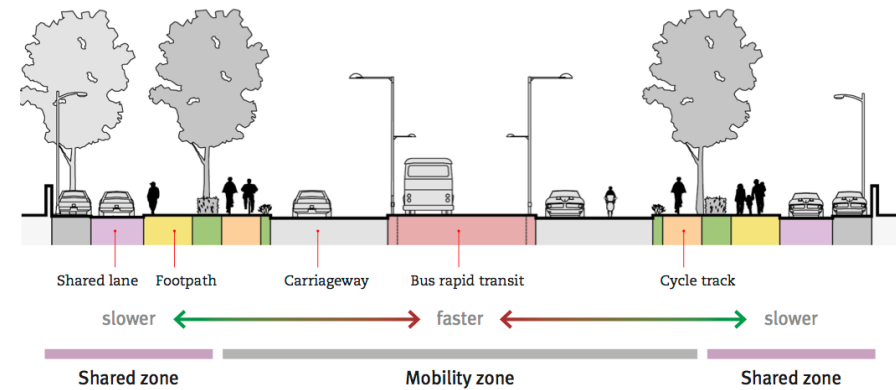 Shared lane
Footpath
Carriageway
Bus rapid transit
Cycle track
slower
faster
slower
Shared zone
Mobility zone
Shared zone